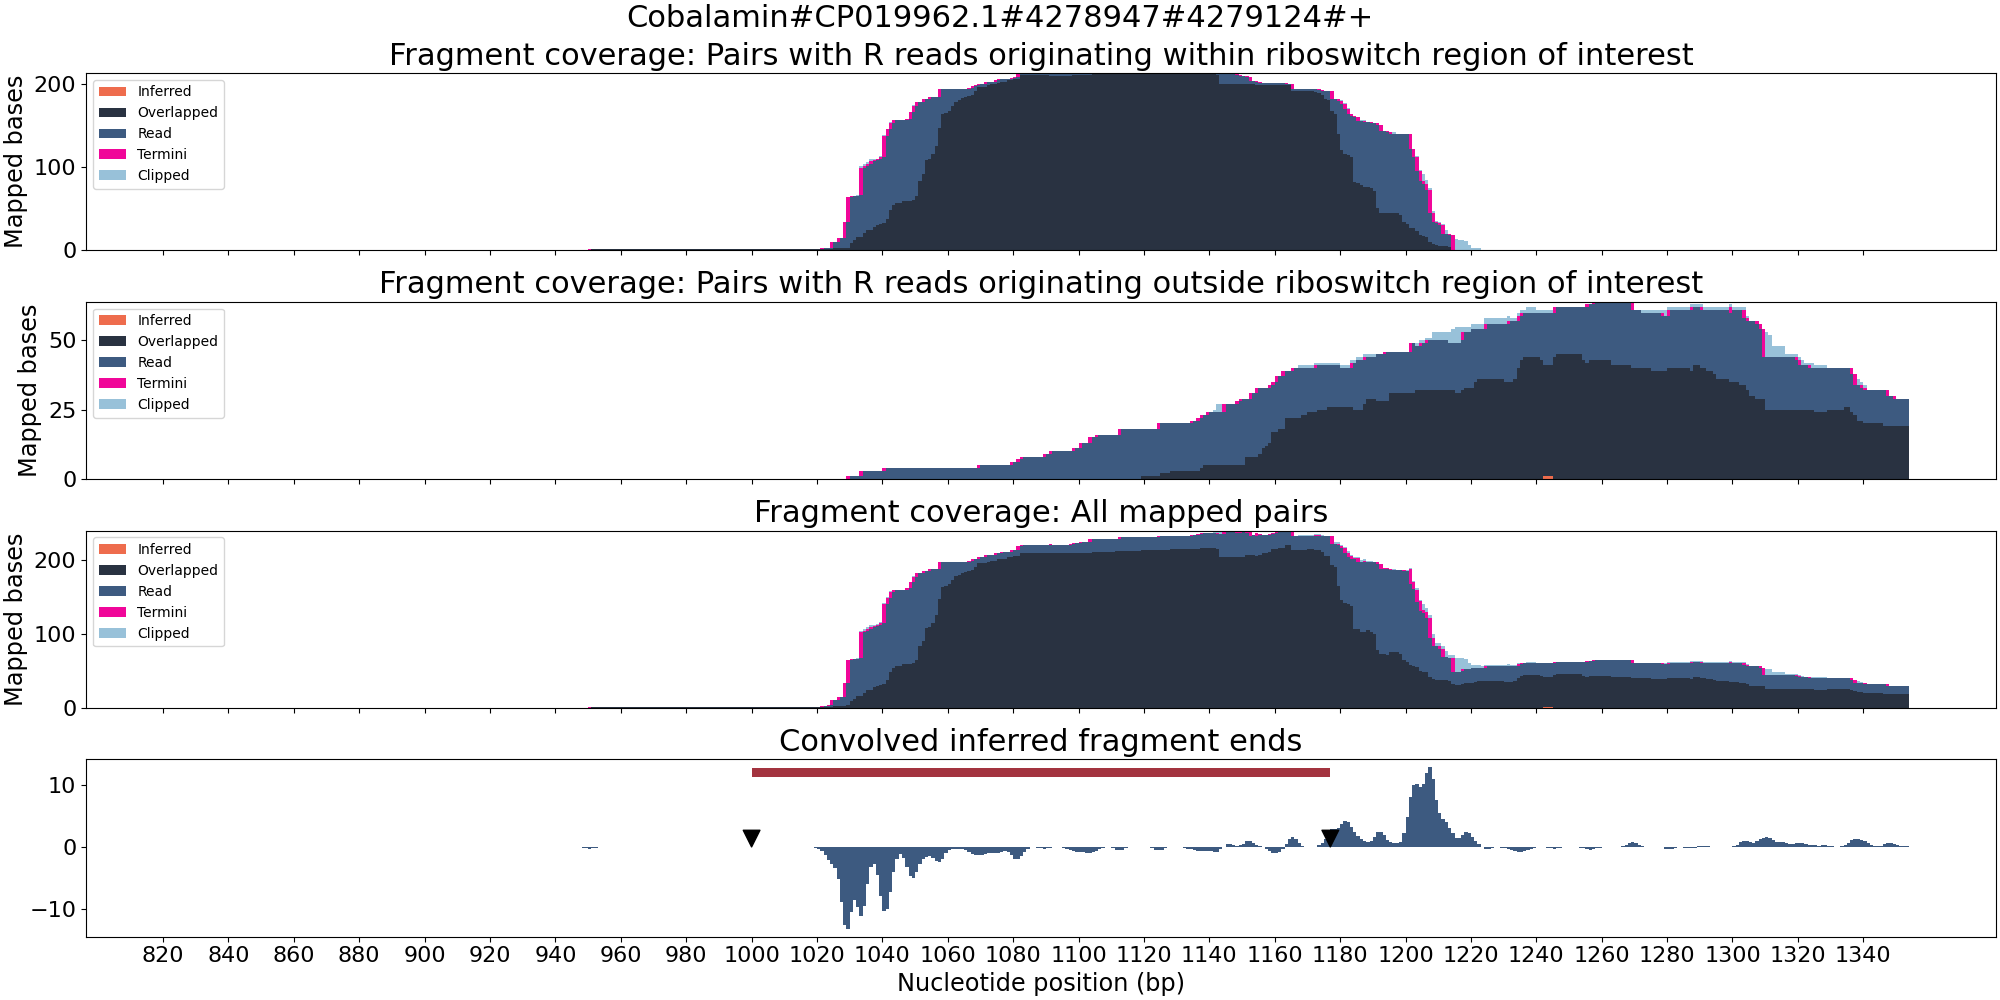 Cobalamin#CP019962.1#4278947#4279124#+
Fragment coverage: Pairs with R reads originating within riboswitch region of interest
Mapped bases
200
100
0
Inferred
Overlapped
Read
Termini
Clipped
Fragment coverage: Pairs with R reads originating outside riboswitch region of interest
Mapped bases
50
25
0
Inferred
Overlapped
Read
Termini
Clipped
Fragment coverage: All mapped pairs
Mapped bases
200
100
0
Inferred
Overlapped
Read
Termini
Clipped
Convolved inferred fragment ends
10
0
−10
820 840 860 880 900 920 940 960 980 1000 1020 1040 1060 1080 1100 1120 1140 1160 1180 1200 1220 1240 1260 1280 1300 1320 1340
Nucleotide position (bp)